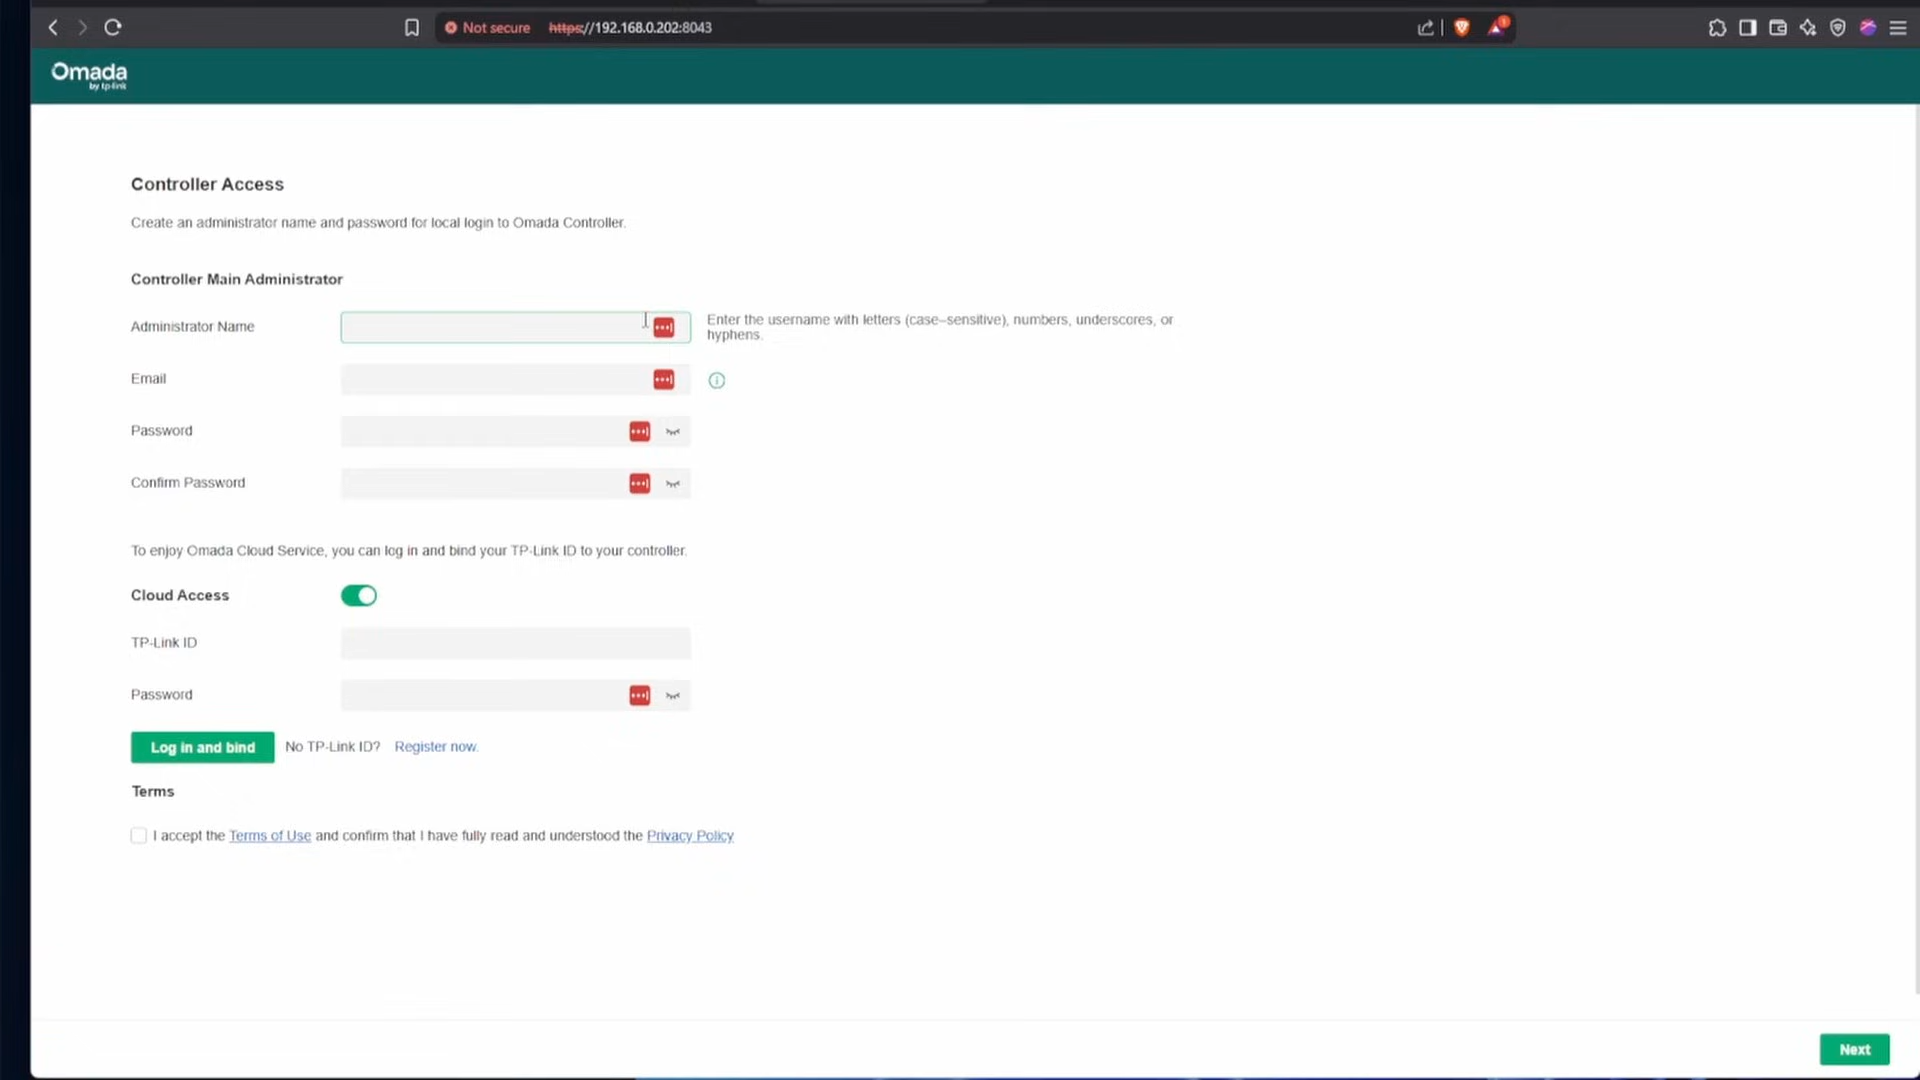 Not secure https://192.168.0.202:8043
1
Omada
by tp-link
Controller Access
Create an administrator name and password for local login to Omada Controller.
Controller Main Administrator
Administrator Name
Enter the username with letters (case–sensitive), numbers, underscores, or
hyphens.
Email
Password
Confirm Password
To enjoy Omada Cloud Service, you can log in and bind your TP-Link ID to your controller.
Cloud Access
TP-Link ID
Password
Log in and bind No TP-Link ID? Register now.
Terms
I accept the Terms of Use and confirm that I have fully read and understood the Privacy Policy
Next